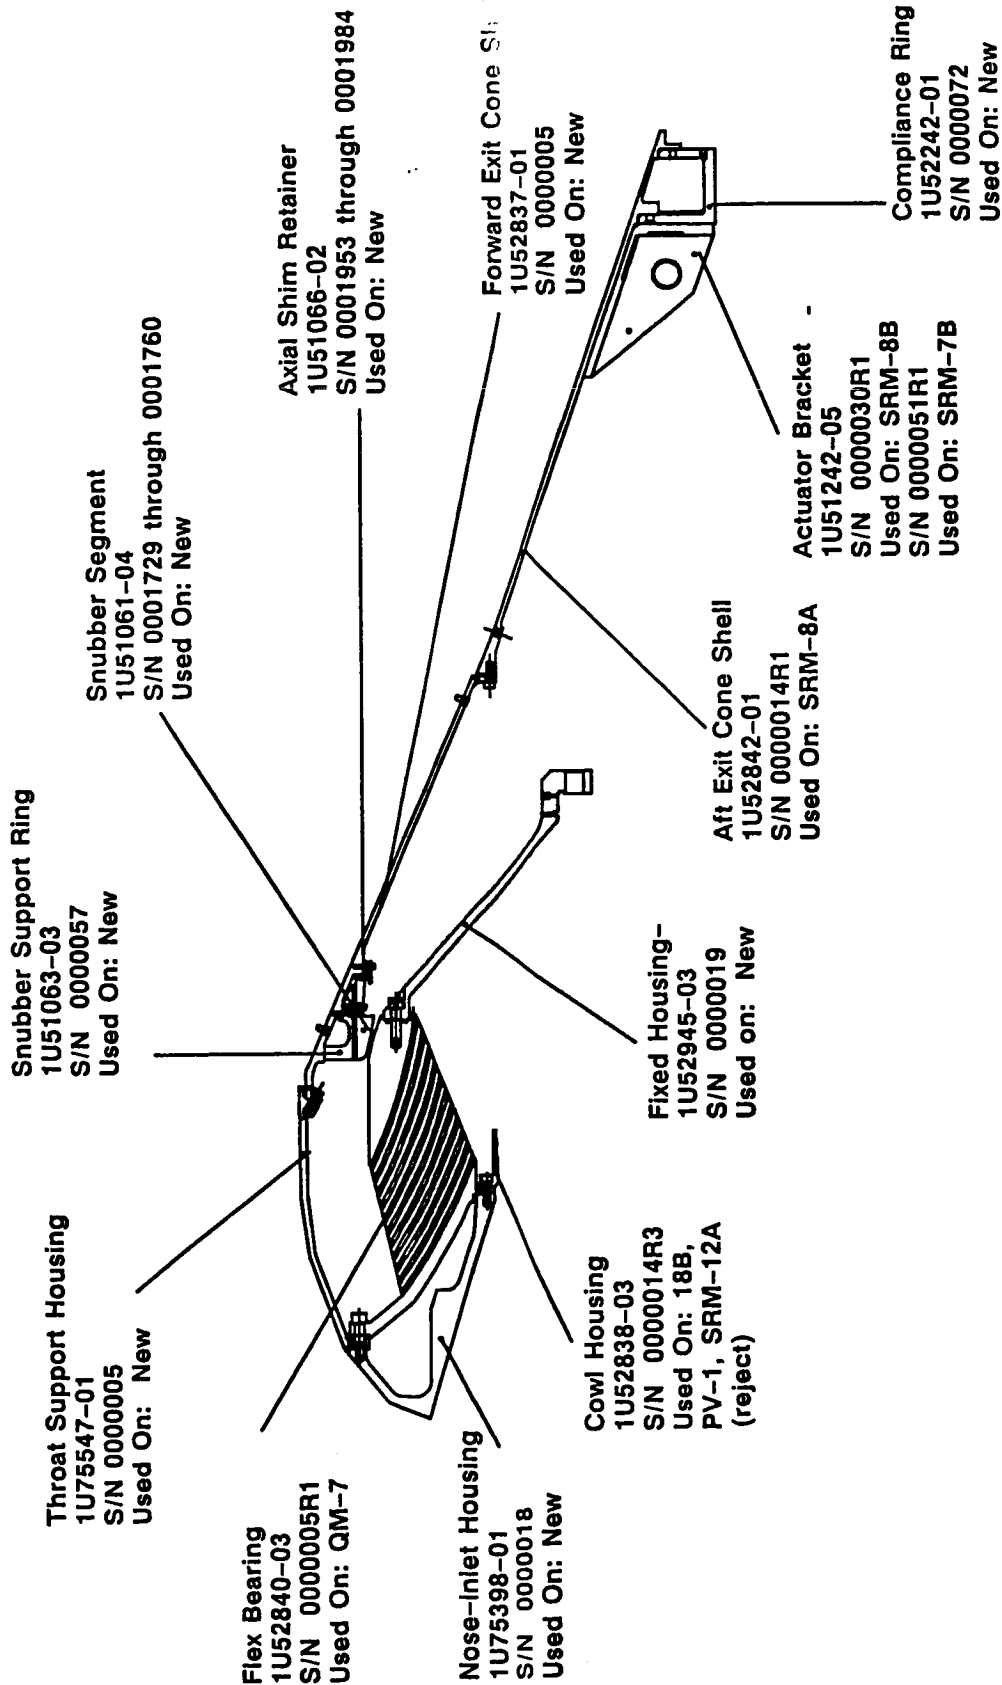 Throat Support Housing
1U75547-01
S/N 0000005
Used On: New
Snubber Support Ring
1U51063-03
S/N 0000057
Used On: New
Snubber Segment
1U51061-04
S/N 0001729 through 0001760
Used On: New
Axial Shim Retainer
1U51066-02
S/N 0001953 through 0001984
Used On: New
Forward Exit Cone
1U52837-01
S/N 0000005
Used On: New
Flex Bearing
1U52840-03
S/N 0000005R1
Used On: QM-7
Nose-Inlet Housing
1U75398-01
S/N 0000018
Used On: New
Cowl Housing
1U52838-03
S/N 0000014R3
Used On: 18B,
PV-1, SRM-12A
(reject)
Fixed Housing-
1U52945-03
S/N 0000019
Used on: New
Aft Exit Cone Shell
1U52842-01
S/N 0000014R1
Used On: SRM-8A
Actuator Bracket -
1U51242-05
S/N 0000030R1
Used On: SRM-8B
S/N 0000051R1
Used On: SRM-7B
Compliance Ring
1U52242-01
S/N 0000072
Used On: New